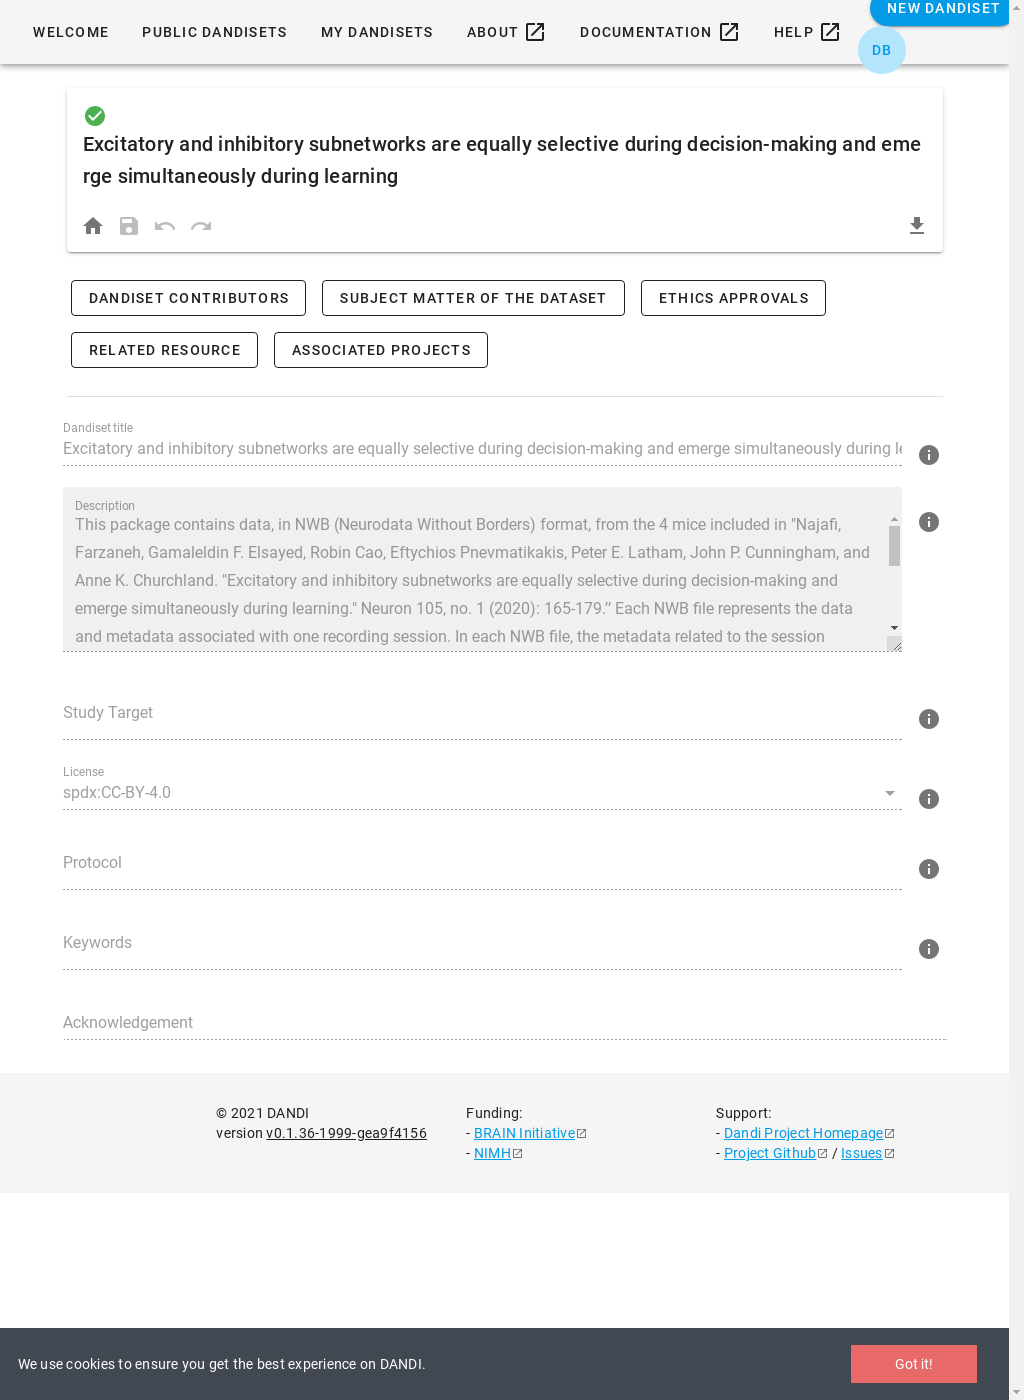 WELCOME PUBLIC DANDISETS MY DANDISETS ABOUT DOCUMENTATION HELP NEW DANDISET
DB
Excitatory and inhibitory subnetworks are equally selective during decision-making and eme
rge simultaneously during learning
DANDISET CONTRIBUTORS SUBJECT MATTER OF THE DATASET ETHICS APPROVALS
RELATED RESOURCE ASSOCIATED PROJECTS
Dandiset title
Excitatory and inhibitory subnetworks are equally selective during decision-making and emerge simultaneously during le
Description
This package contains data, in NWB (Neurodata Without Borders) format, from the 4 mice included in "Najafi,
Farzaneh, Gamaleldin F. Elsayed, Robin Cao, Eftychios Pnevmatikakis, Peter E. Latham, John P. Cunningham, and
Anne K. Churchland. "Excitatory and inhibitory subnetworks are equally selective during decision-making and
emerge simultaneously during learning." Neuron 105, no. 1 (2020): 165-179.” Each NWB file represents the data
and metadata associated with one recording session. In each NWB file, the metadata related to the session
Study Target
License
spdx:CC-BY-4.0
Protocol
Keywords
Acknowledgement
© 2021 DANDI
version v0.1.36-1999-gea9f4156
Funding:
- BRAIN Initiative
- NIMH
Support:
- Dandi Project Homepage
- Project Github / Issues
We use cookies to ensure you get the best experience on DANDI.
Got it!